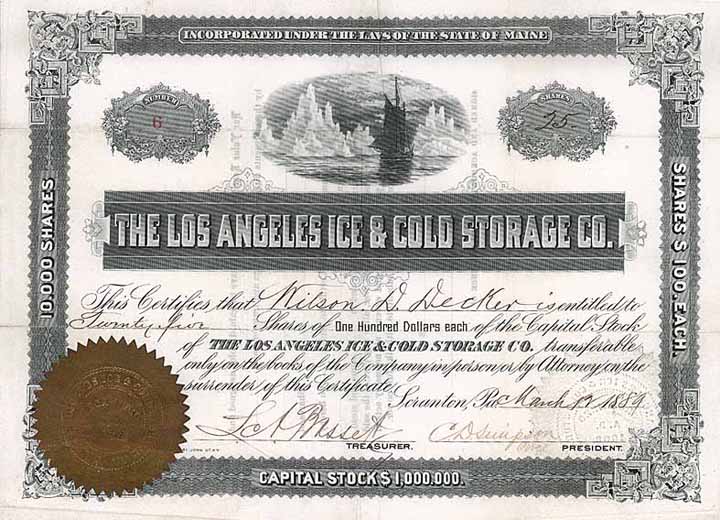 INCORPORATED UNDER THE LAWS OF THE STATE OF MAINE
NUMBER
6
SHARES
25
10,000 SHARES
SHARES $100. EACH.
THE LOS ANGELES ICE & COLD STORAGE CO.
This Certifies that Wilson D. Decker is entitled to
Twenty five Shares of One Hundred Dollars each of the Capital Stock
of THE LOS ANGELES ICE & COLD STORAGE CO. transferable
only on the books of the Company in person or by Attorney on the
surrender of this Certificate.
Scranton, Pa. March 19 1889
TREASURER.
C D Simpson
PRESIDENT.
CAPITAL STOCK $1,000,000.